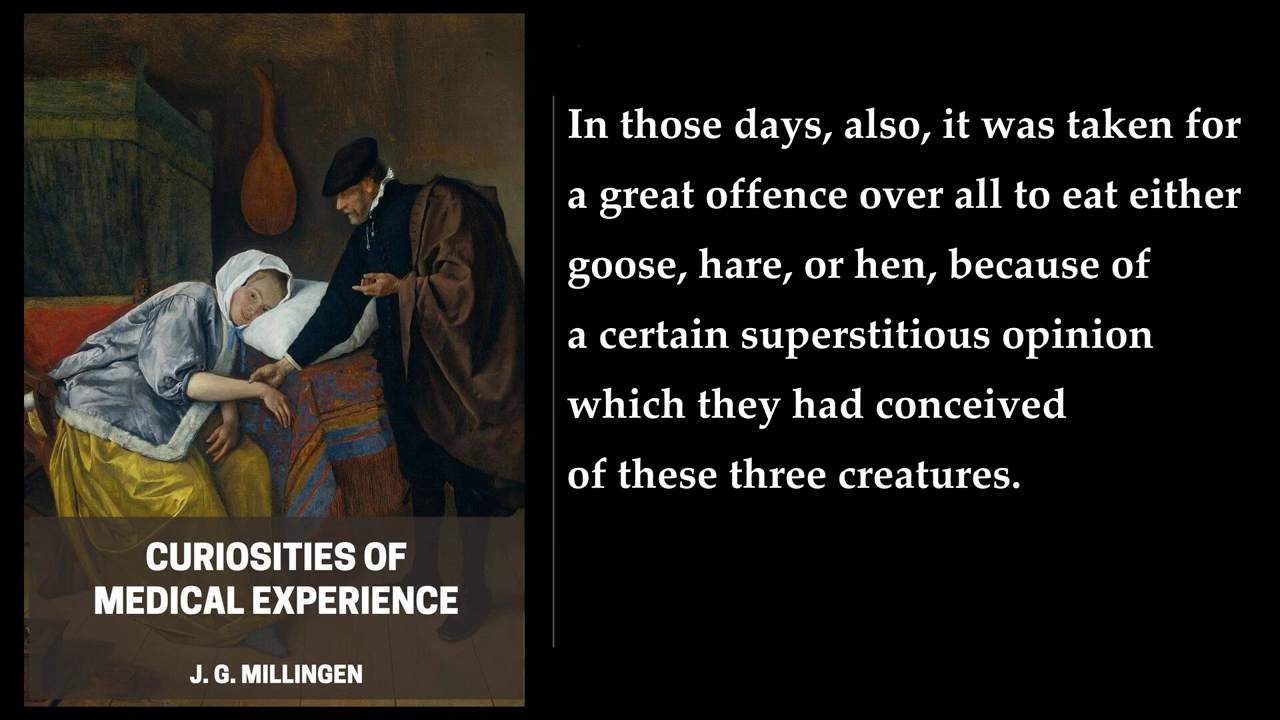 In those days, also, it was taken for
a great offence over all to eat either
goose, hare, or hen, because of
a certain superstitious opinion
which they had conceived
of these three creatures.
CURIOSITIES OF
MEDICAL EXPERIENCE
J. G. MILLINGEN